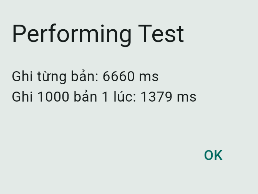 Performing Test
Ghi từng bản: 6660 ms
Ghi 1000 bản 1 lúc: 1379 ms
OK